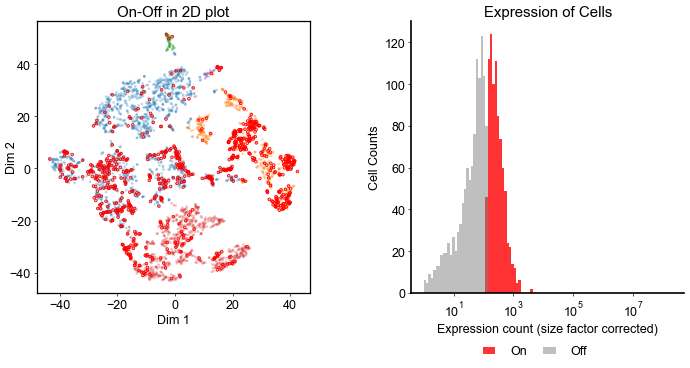 On-Off in 2D plot
Dim 2
40
20
0
−20
−40
−40 −20 0 20 40
Dim 1
Expression of Cells
Cell Counts
120
100
80
60
40
20
0
10^1 10^3 10^5 10^7
Expression count (size factor corrected)
On Off